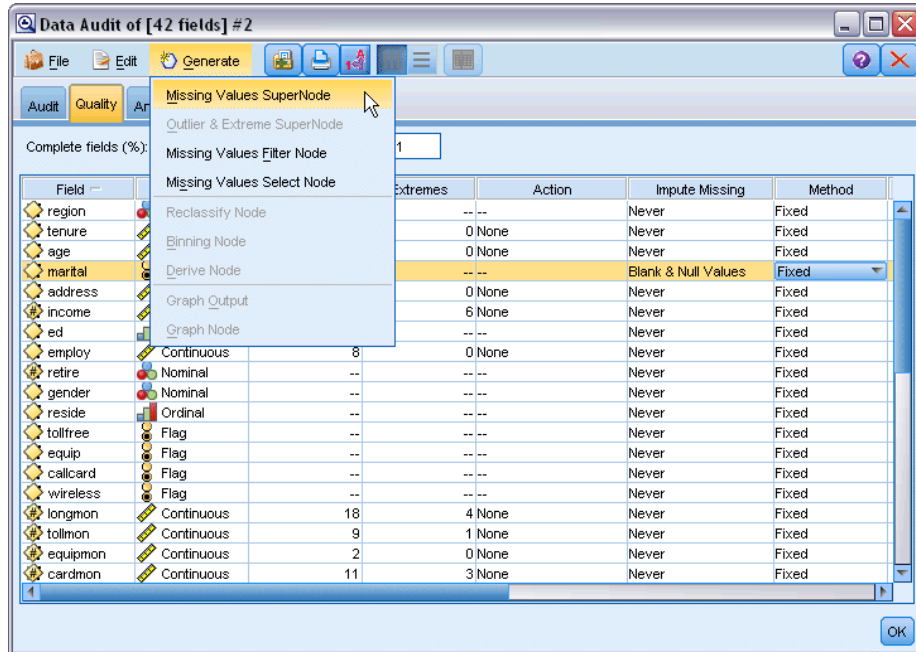 Data Audit of [42 fields] #2
File Edit Generate
Audit Quality An
Missing Values SuperNode
Outlier & Extreme SuperNode
Missing Values Filter Node
Missing Values Select Node
Reclassify Node
Binning Node
Derive Node
Graph Output
Graph Node
Complete fields (%): 1
Field Extremes Action Impute Missing Method
region -- -- Never Fixed
tenure 0 None Never Fixed
age 0 None Never Fixed
marital -- -- Blank & Null Values Fixed
address 0 None Never Fixed
income 6 None Never Fixed
ed -- -- Never Fixed
employ Continuous 8 0 None Never Fixed
retire Nominal -- -- -- Never Fixed
gender Nominal -- -- -- Never Fixed
reside Ordinal -- -- -- Never Fixed
tollfree Flag -- -- -- Never Fixed
equip Flag -- -- -- Never Fixed
callcard Flag -- -- -- Never Fixed
wireless Flag -- -- -- Never Fixed
longmon Continuous 18 4 None Never Fixed
tollmon Continuous 9 1 None Never Fixed
equipmon Continuous 2 0 None Never Fixed
cardmon Continuous 11 3 None Never Fixed
OK